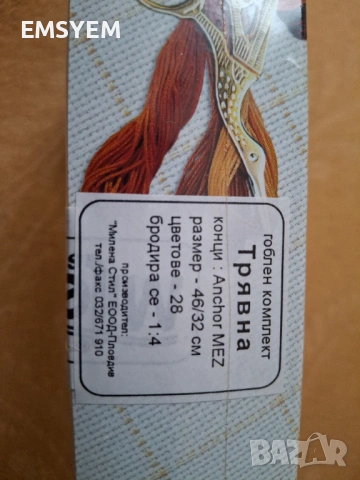 EMSYEM
гоблен комплект
Трявна
конци : Anchor MEZ
размер - 46/32 см
цветове - 28
бродира се - 1:4
производител:
"Милена Стил" ЕООД-Пловдив
тел./факс 032/671 910
BAZAR